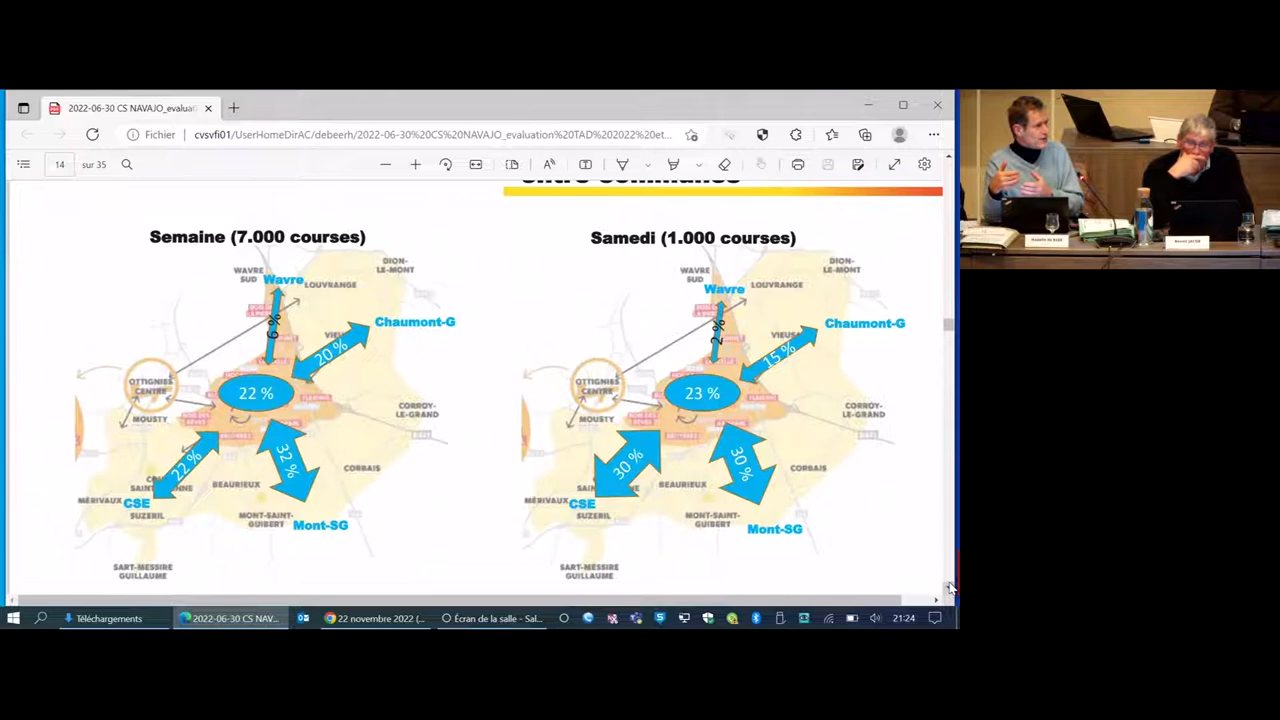 2022-06-30 CS NAVAJO_evaluat
Fichier
cvsvfi01/UserHomeDirAC/debeerh/2022-06-30%20CS%20NAVAJO_evaluation%20TAD%202022%20et...
14
sur 35
entre communes
Semaine (7.000 courses)
WAVRE
SUD
Wavre
LOUVRANGE
DION-
LE-MONT
6 %
Chaumont-G
20 %
OTTIGNIES
CENTRE
22 %
MOUSTY
CORROY-
LE-GRAND
22 %
32 %
CORBAIS
MÉRIVAUX
CSE
SUZERIL
BEAURIEUX
MONT-SAINT-
GUIBERT
Mont-SG
SART-MESSIRE
GUILLAUME
Samedi (1.000 courses)
WAVRE
SUD
Wavre
LOUVRANGE
DION-
LE-MONT
2 %
Chaumont-G
15 %
OTTIGNIES
CENTRE
23 %
MOUSTY
CORROY-
LE-GRAND
30 %
30 %
CORBAIS
MÉRIVAUX
CSE
SUZERIL
BEAURIEUX
MONT-SAINT-
GUIBERT
Mont-SG
SART-MESSIRE
GUILLAUME
Téléchargements
2022-06-30 CS NAV...
22 novembre 2022 (...
Écran de la salle - Sal...
21:24